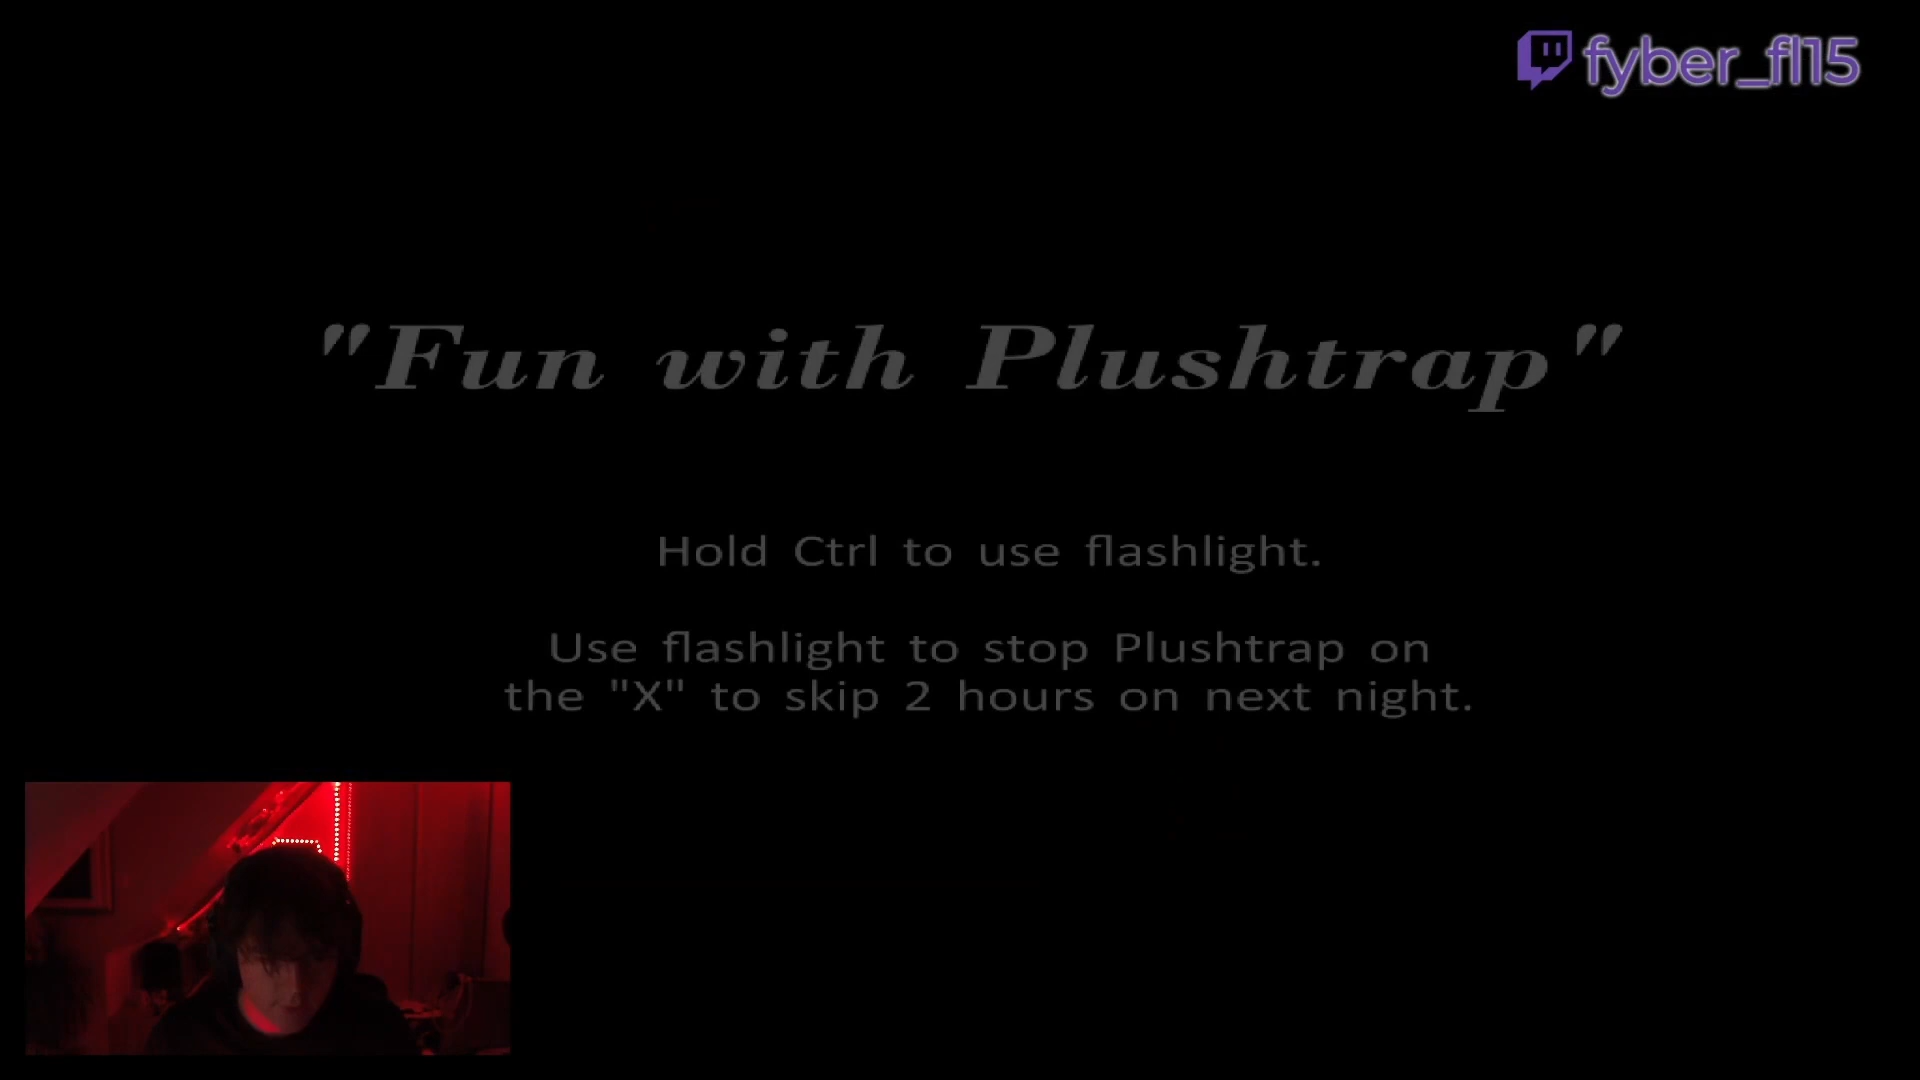 fyber_fl15
"Fun with Plushtrap"
Hold Ctrl to use flashlight.
Use flashlight to stop Plushtrap on
the "X" to skip 2 hours on next night.